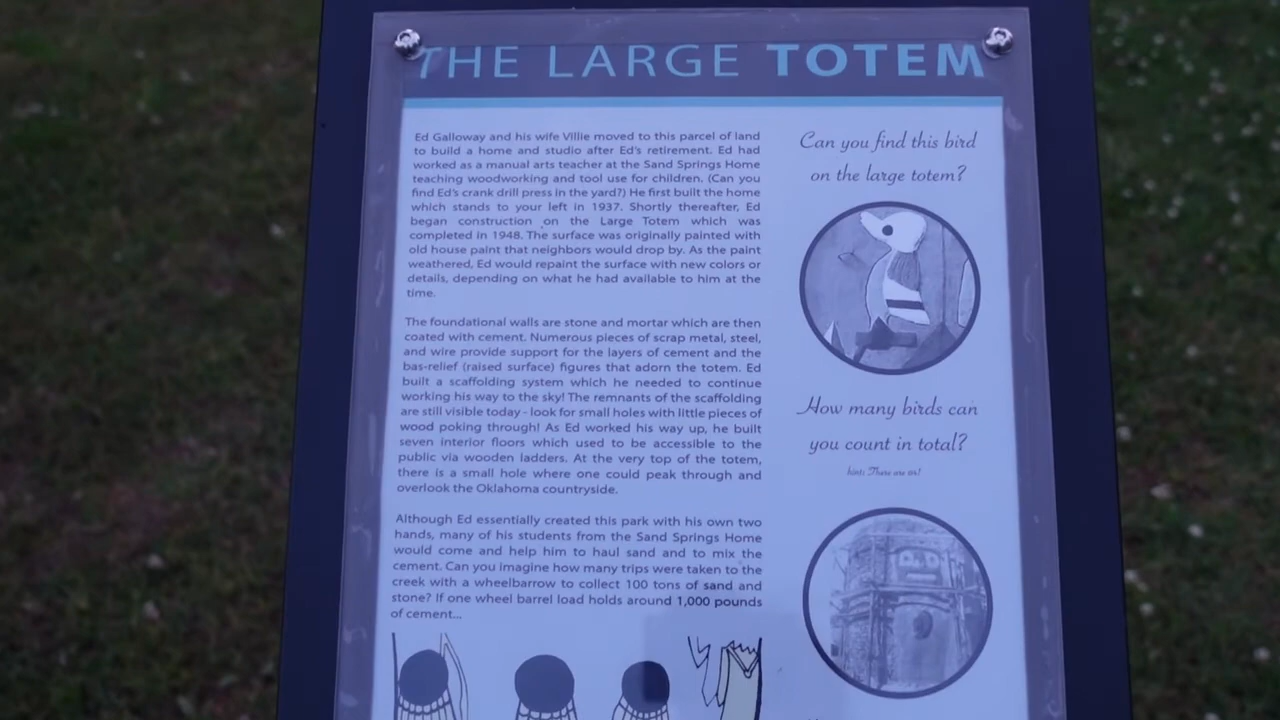 THE LARGE TOTEM
Ed Galloway and his wife Villie moved to this parcel of land
to build a home and studio after Ed's retirement. Ed had
worked as a manual arts teacher at the Sand Springs Home
teaching woodworking and tool use for children. (Can you
find Ed's crank drill press in the yard?) He first built the home
which stands to your left in 1937. Shortly thereafter, Ed
began construction on the Large Totem which was
completed in 1948. The surface was originally painted with
old house paint that neighbors would drop by. As the paint
weathered, Ed would repaint the surface with new colors or
details, depending on what he had available to him at the
time.
The foundational walls are stone and mortar which are then
coated with cement. Numerous pieces of scrap metal, steel,
and wire provide support for the layers of cement and the
bas-relief (raised surface) figures that adorn the totem. Ed
built a scaffolding system which he needed to continue
working his way to the sky! The remnants of the scaffolding
are still visible today - look for small holes with little pieces of
wood poking through! As Ed worked his way up, he built
seven interior floors which used to be accessible to the
public via wooden ladders. At the very top of the totem,
there is a small hole where one could peak through and
overlook the Oklahoma countryside.
Although Ed essentially created this park with his own two
hands, many of his students from the Sand Springs Home
would come and help him to haul sand and to mix the
cement. Can you imagine how many trips were taken to the
creek with a wheelbarrow to collect 100 tons of sand and
stone? If one wheel barrel load holds around 1,000 pounds
of cement...
Can you find this bird
on the large totem?
How many birds can
you count in total?
hint: There are